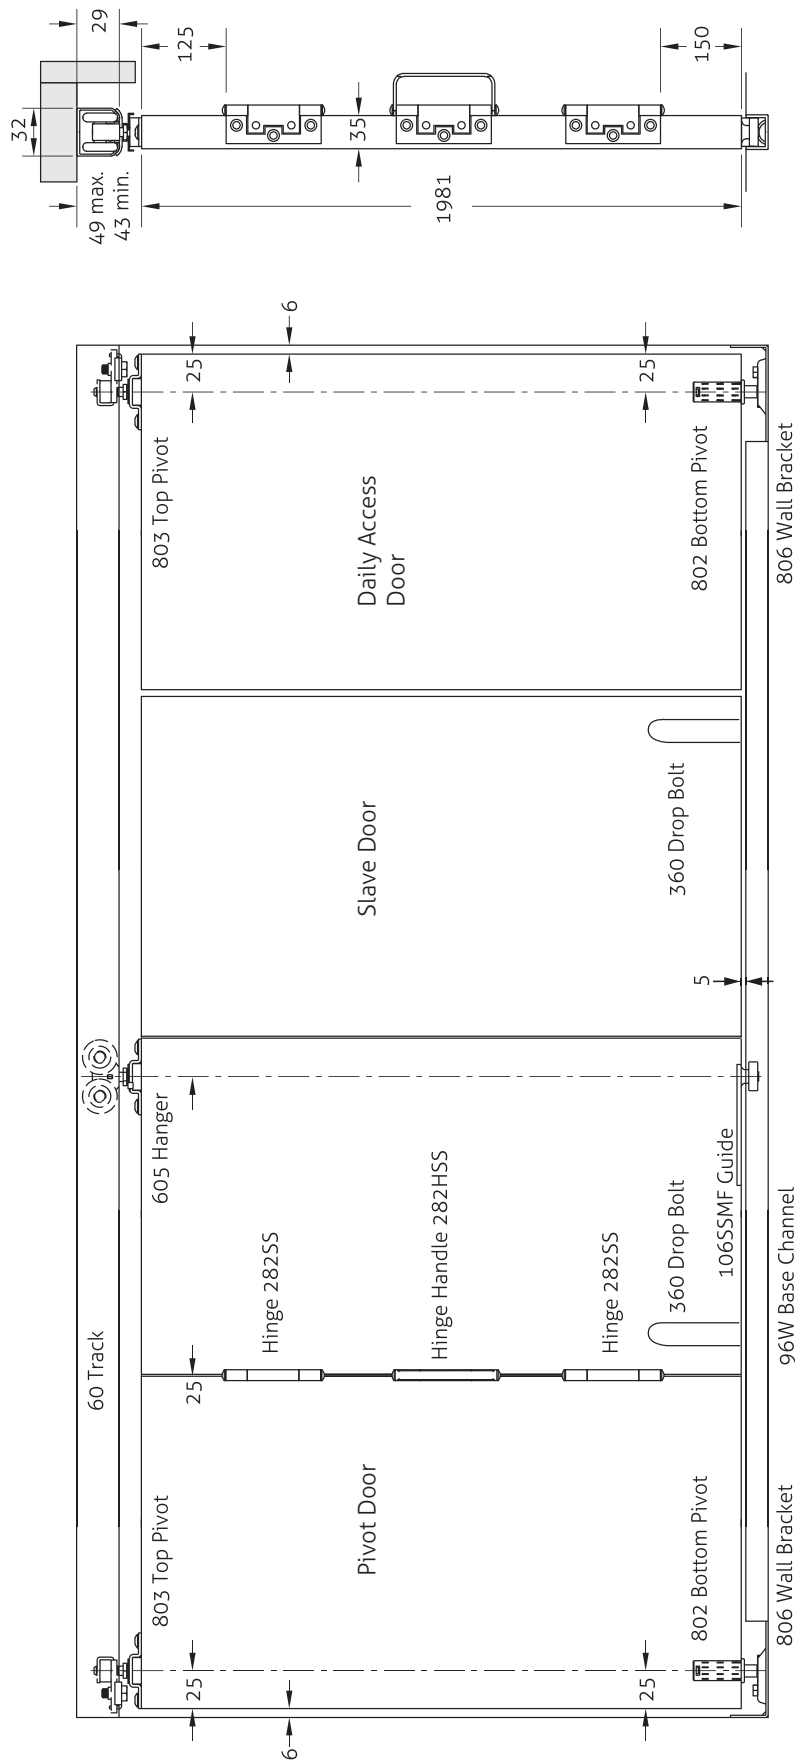 60 Track
803 Top Pivot
605 Hanger
803 Top Pivot
6
25
25
25
6
Hinge 282SS
Pivot Door
Slave Door
Daily Access
Door
Hinge Handle 282HSS
Hinge 282SS
25
25
360 Drop Bolt
360 Drop Bolt
802 Bottom Pivot
106SSMF Guide
5
802 Bottom Pivot
806 Wall Bracket
96W Base Channel
806 Wall Bracket
32
29
49 max.
43 min.
125
35
1981
150